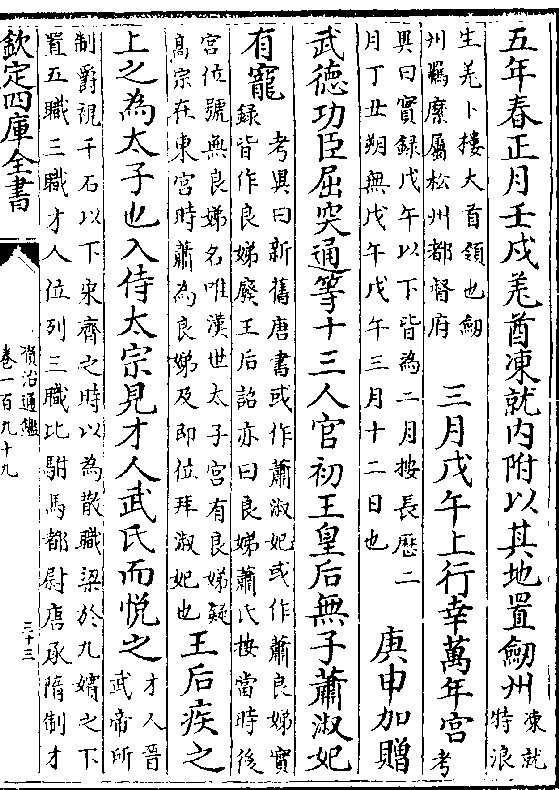 五年春正月壬戌羌酋凍就内附以其地置劒州凍就特浪
生羌卜樓大首領也劒州羈縻屬松州都督府 三月戊午上行幸萬年宫考
異曰實録戊午以下皆為二月按長歴二月丁丑朔無戊午戊午三月十二日也 庚申加贈
武德功臣屈突通等十三人官初王皇后無子蕭淑妃
有寵考異曰新舊唐書或作蕭淑妃或作蕭良娣實録皆作良娣廢王后詔亦曰良娣蕭氏按當時後
宫位號無良娣名唯漢世太子宫有良娣疑髙宗在東宫時蕭為良娣及即位拜淑妃也 王后疾之
上之為太子也入侍太宗見才人武氏而悦之才人晉武帝所
制爵視千石以下宋齊之時以為散職梁於九嬪之下置五職三職才人位列三職比駙馬都尉唐承隋制才
欽定四庫全書
資治通鑑
卷一百九十九
三十三